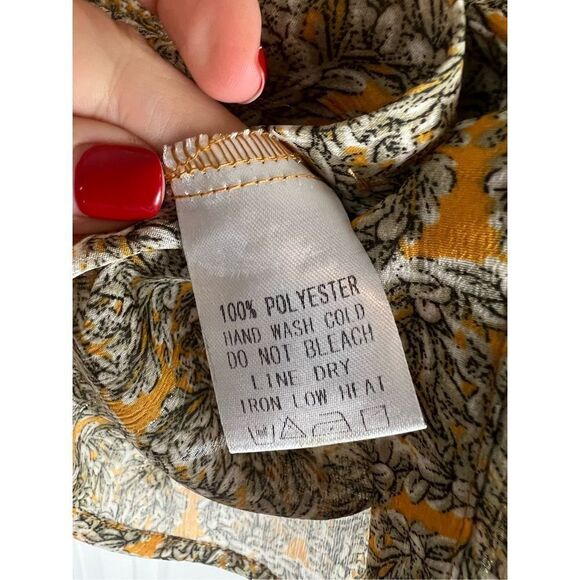 100% POLYESTER
HAND WASH COLD
DO NOT BLEACH
LINE DRY
IRON LOW HEAT